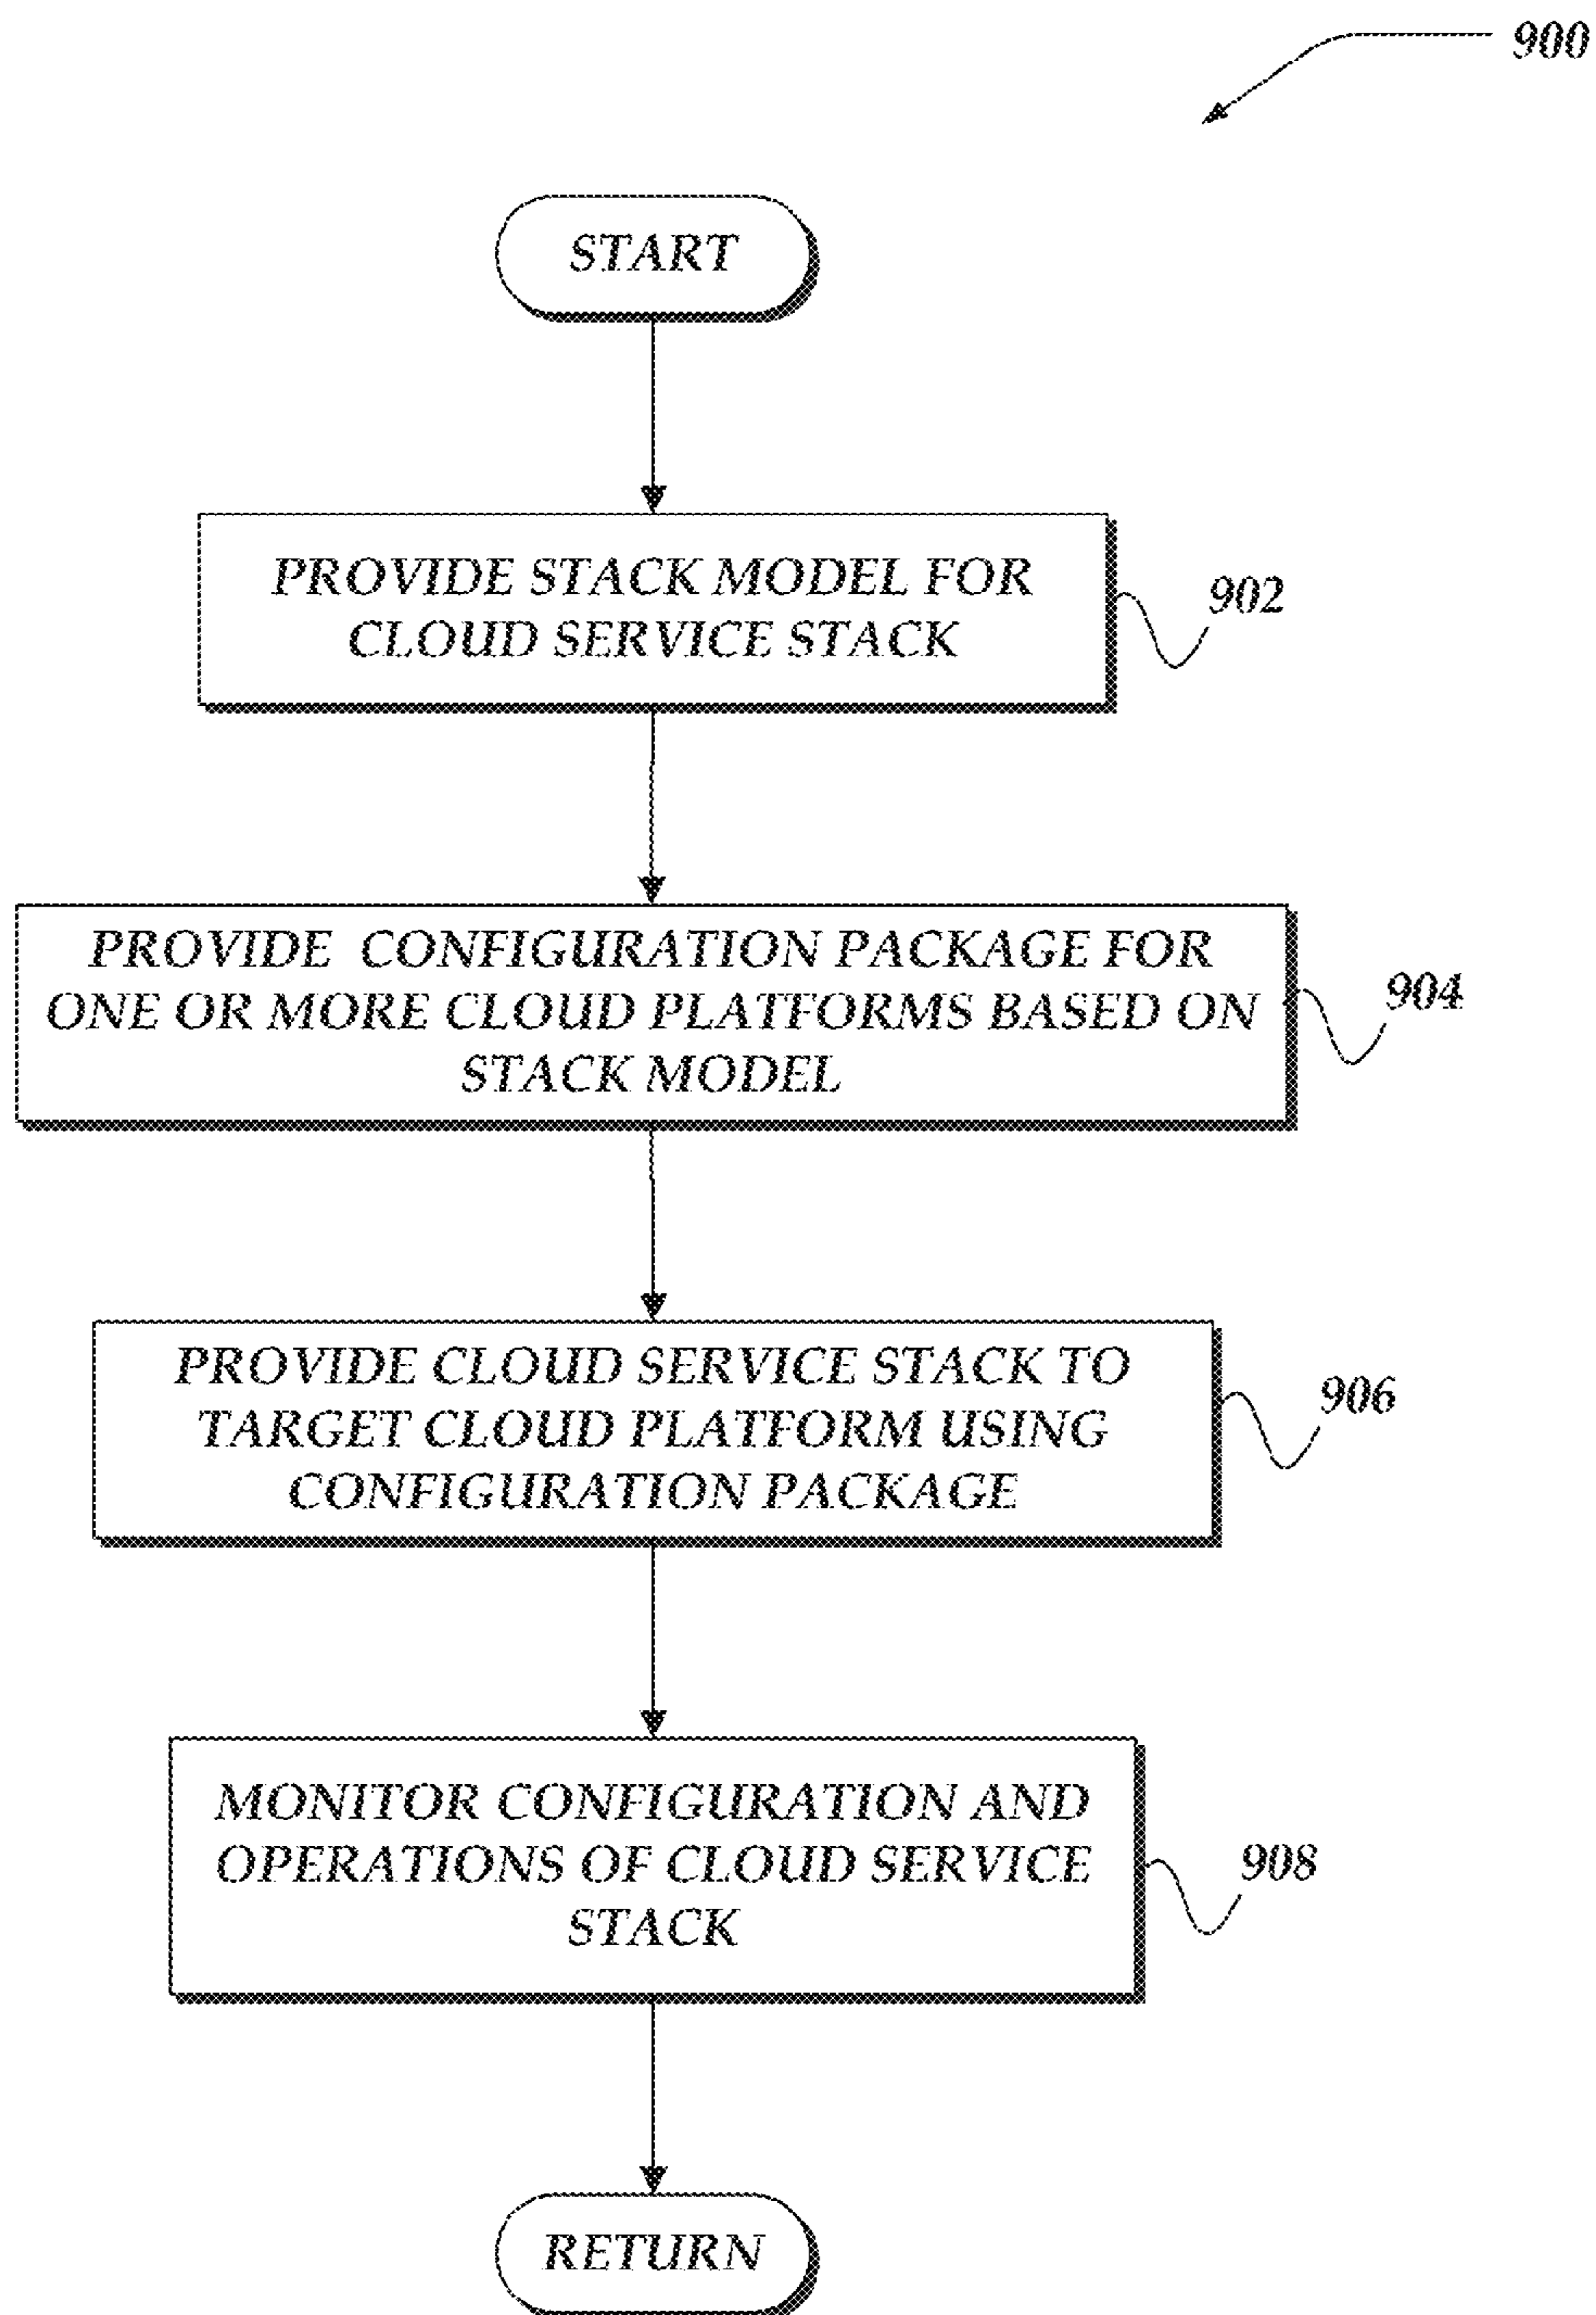 900
START
PROVIDE STACK MODEL FOR
CLOUD SERVICE STACK
902
PROVIDE CONFIGURATION PACKAGE FOR
ONE OR MORE CLOUD PLATFORMS BASED ON
STACK MODEL
904
PROVIDE CLOUD SERVICE STACK TO
TARGET CLOUD PLATFORM USING
CONFIGURATION PACKAGE
906
MONITOR CONFIGURATION AND
OPERATIONS OF CLOUD SERVICE
STACK
908
RETURN